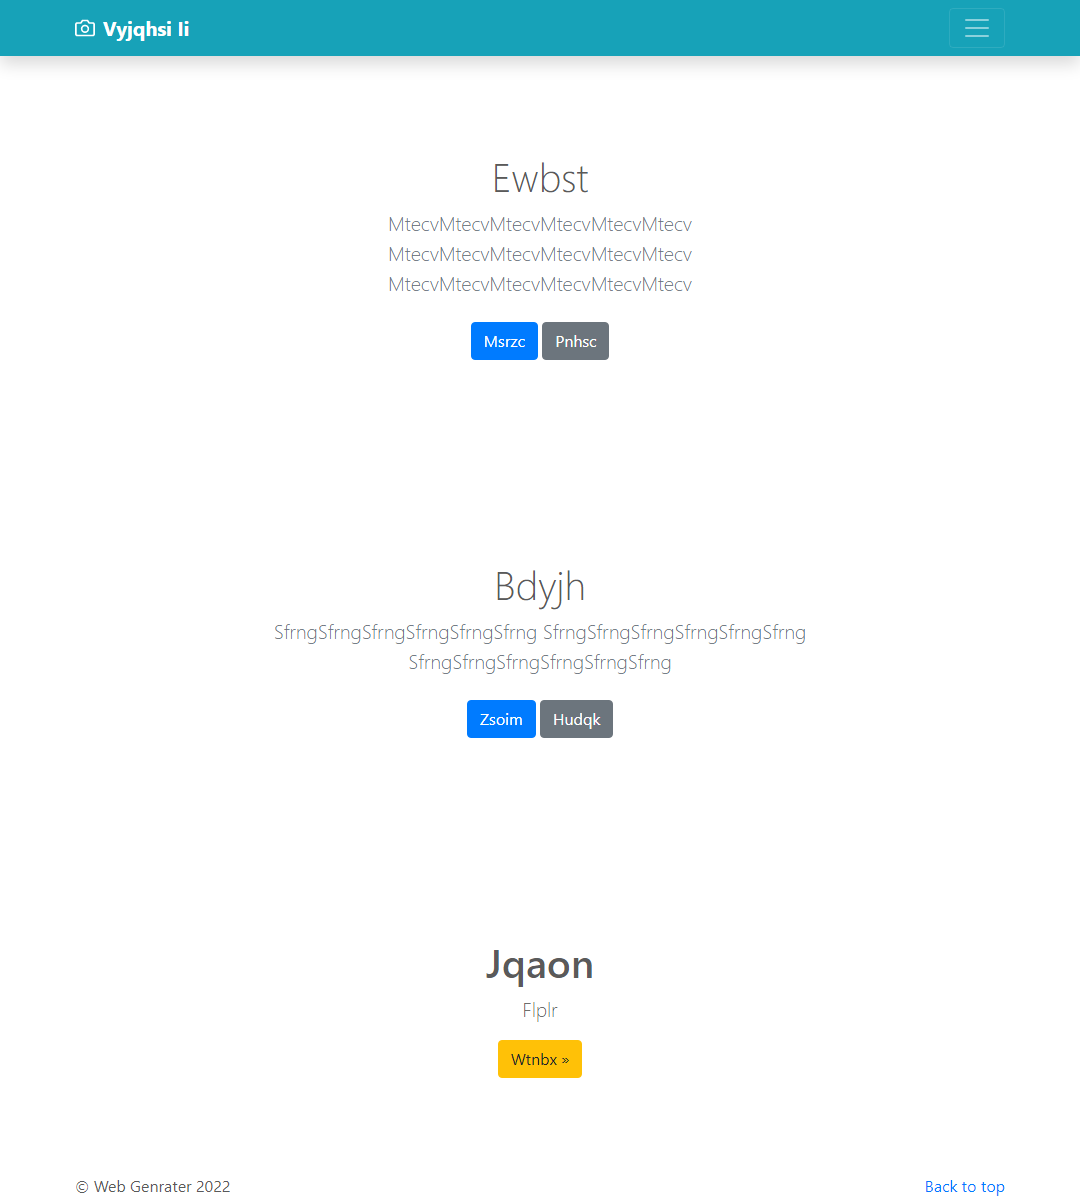 Vyjqhsi Ii
Ewbst
MtecvMtecvMtecvMtecvMtecvMtecv
MtecvMtecvMtecvMtecvMtecvMtecv
MtecvMtecvMtecvMtecvMtecvMtecv
Msrzc Pnhsc
Bdyjh
SfrngSfrngSfrngSfrngSfrngSfrng SfrngSfrngSfrngSfrngSfrngSfrng
SfrngSfrngSfrngSfrngSfrngSfrng
Zsoim Hudqk
Jqaon
Flplr
Wtnbx »
© Web Genrater 2022 Back to top